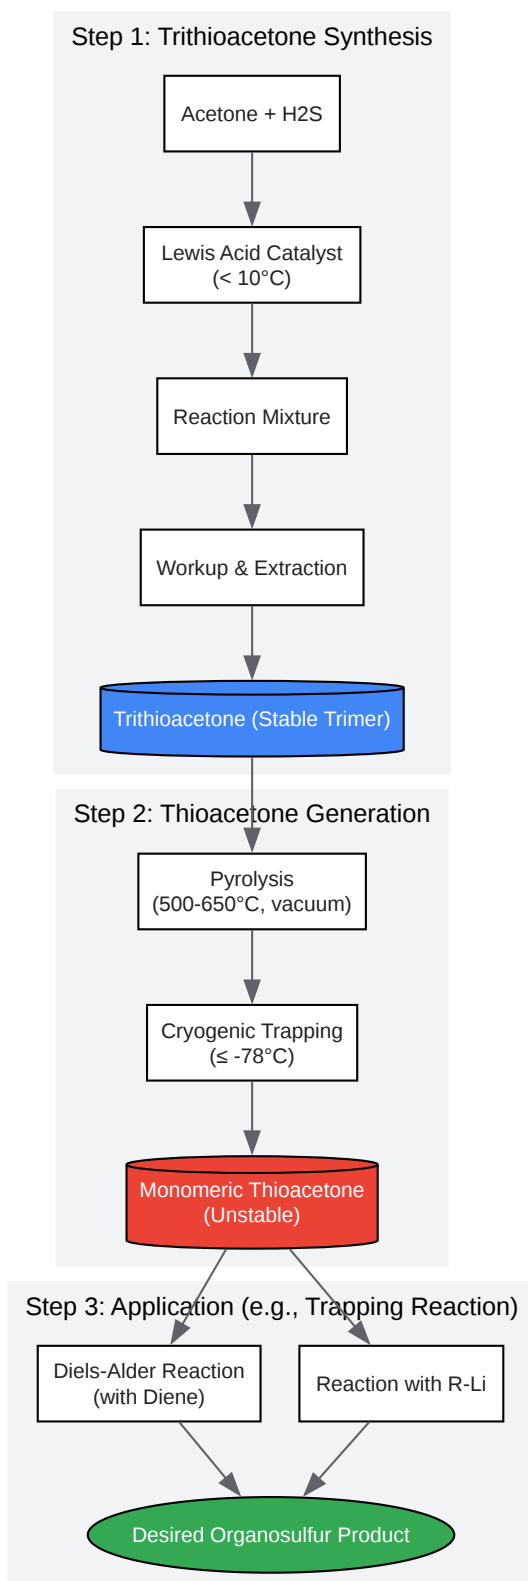 Step 1: Trithioacetone Synthesis
Acetone + H2S
Lewis Acid Catalyst
(< 10°C)
Reaction Mixture
Workup & Extraction
Trithioacetone (Stable Trimer)
Step 2: Thioacetone Generation
Pyrolysis
(500-650°C, vacuum)
Cryogenic Trapping
(≤ -78°C)
Monomeric Thioacetone
(Unstable)
Step 3: Application (e.g., Trapping Reaction)
Diels-Alder Reaction
(with Diene)
Reaction with R-Li
Desired Organosulfur Product